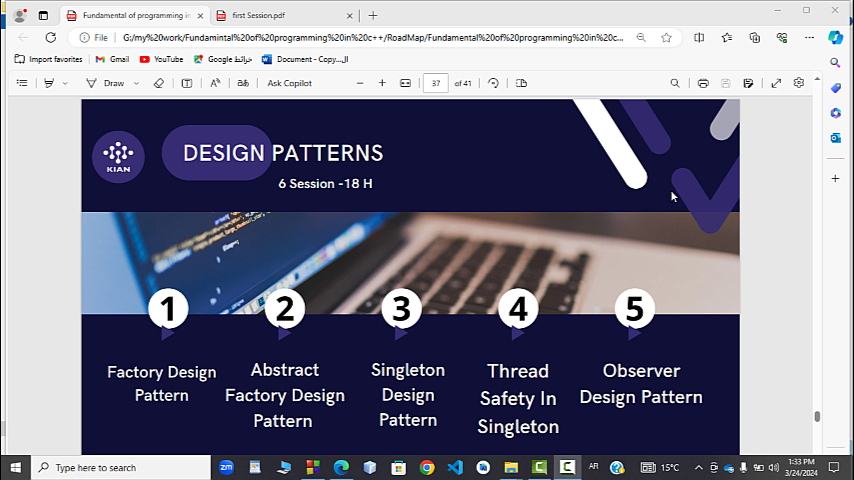 Fundamental of programming in
first Session.pdf
File
G:/my%20work/Fundamintal%20of%20programming%20in%20c++/RoadMap/Fundamental%20of%20programming%20in%20c...
Import favorites
Gmail
YouTube
خرائط Google
Document - Copy....ال
Draw
Ask Copilot
37 of 41
KIAN
DESIGN PATTERNS
6 Session -18 H
1
2
3
4
5
Factory Design
Pattern
Abstract
Factory Design
Pattern
Singleton
Design
Pattern
Thread
Safety In
Singleton
Observer
Design Pattern
Type here to search
AR
15°C
1:33 PM
3/24/2024